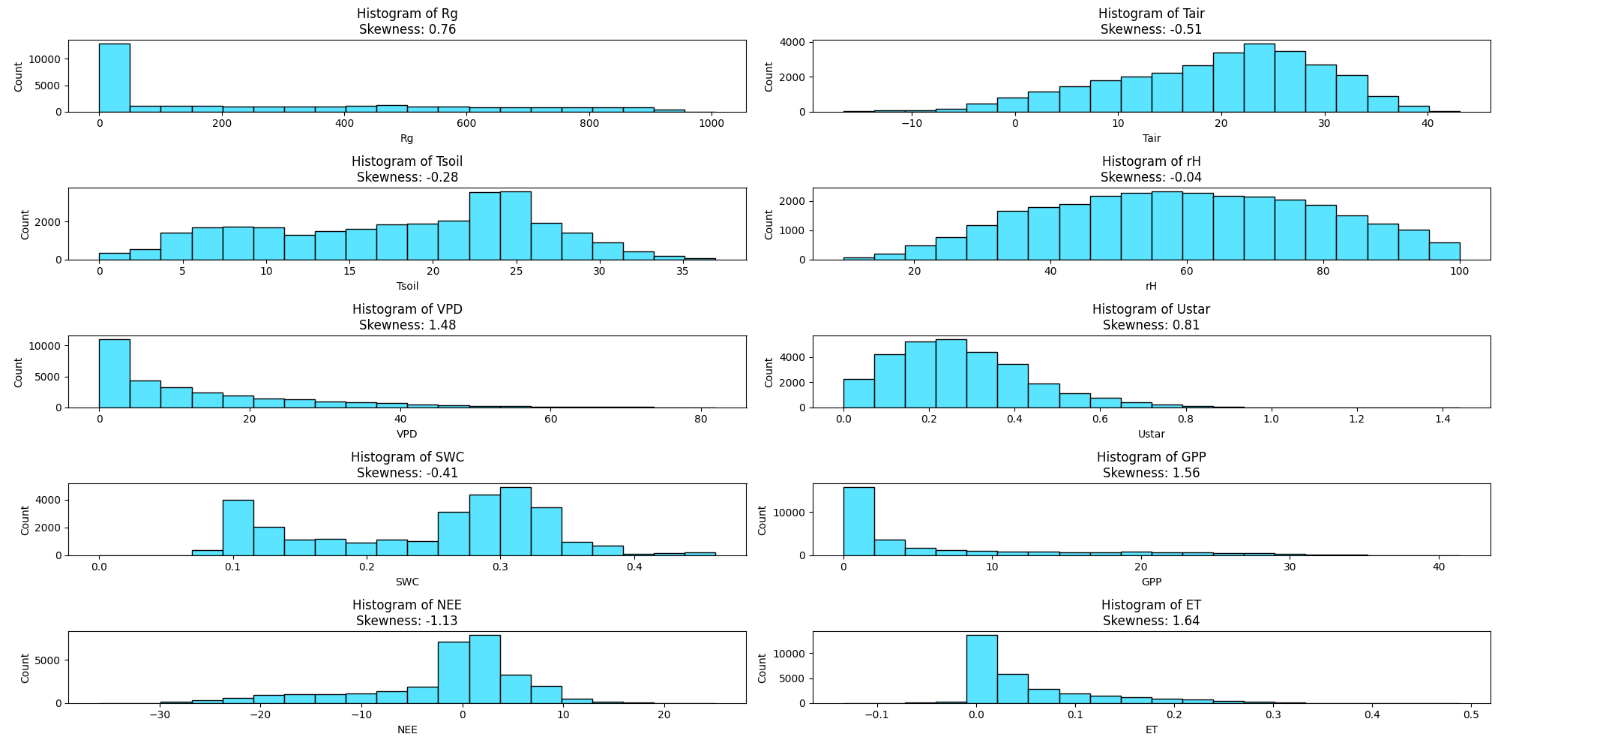 Histogram of Rg
Skewness: 0.76
10000
5000
0
Count
0 200 400 600 800 1000
Rg
Histogram of Tair
Skewness: -0.51
4000
2000
0
Count
−10 0 10 20 30 40
Tair
Histogram of Tsoil
Skewness: -0.28
2000
0
Count
0 5 10 15 20 25 30 35
Tsoil
Histogram of rH
Skewness: -0.04
2000
1000
0
Count
20 40 60 80 100
rH
Histogram of VPD
Skewness: 1.48
10000
5000
0
Count
0 20 40 60 80
VPD
Histogram of Ustar
Skewness: 0.81
4000
2000
0
Count
0.0 0.2 0.4 0.6 0.8 1.0 1.2 1.4
Ustar
Histogram of SWC
Skewness: -0.41
4000
2000
0
Count
0.0 0.1 0.2 0.3 0.4
SWC
Histogram of GPP
Skewness: 1.56
10000
0
Count
0 10 20 30 40
GPP
Histogram of NEE
Skewness: -1.13
5000
0
Count
−30 −20 −10 0 10 20
NEE
Histogram of ET
Skewness: 1.64
10000
5000
0
Count
−0.1 0.0 0.1 0.2 0.3 0.4 0.5
ET